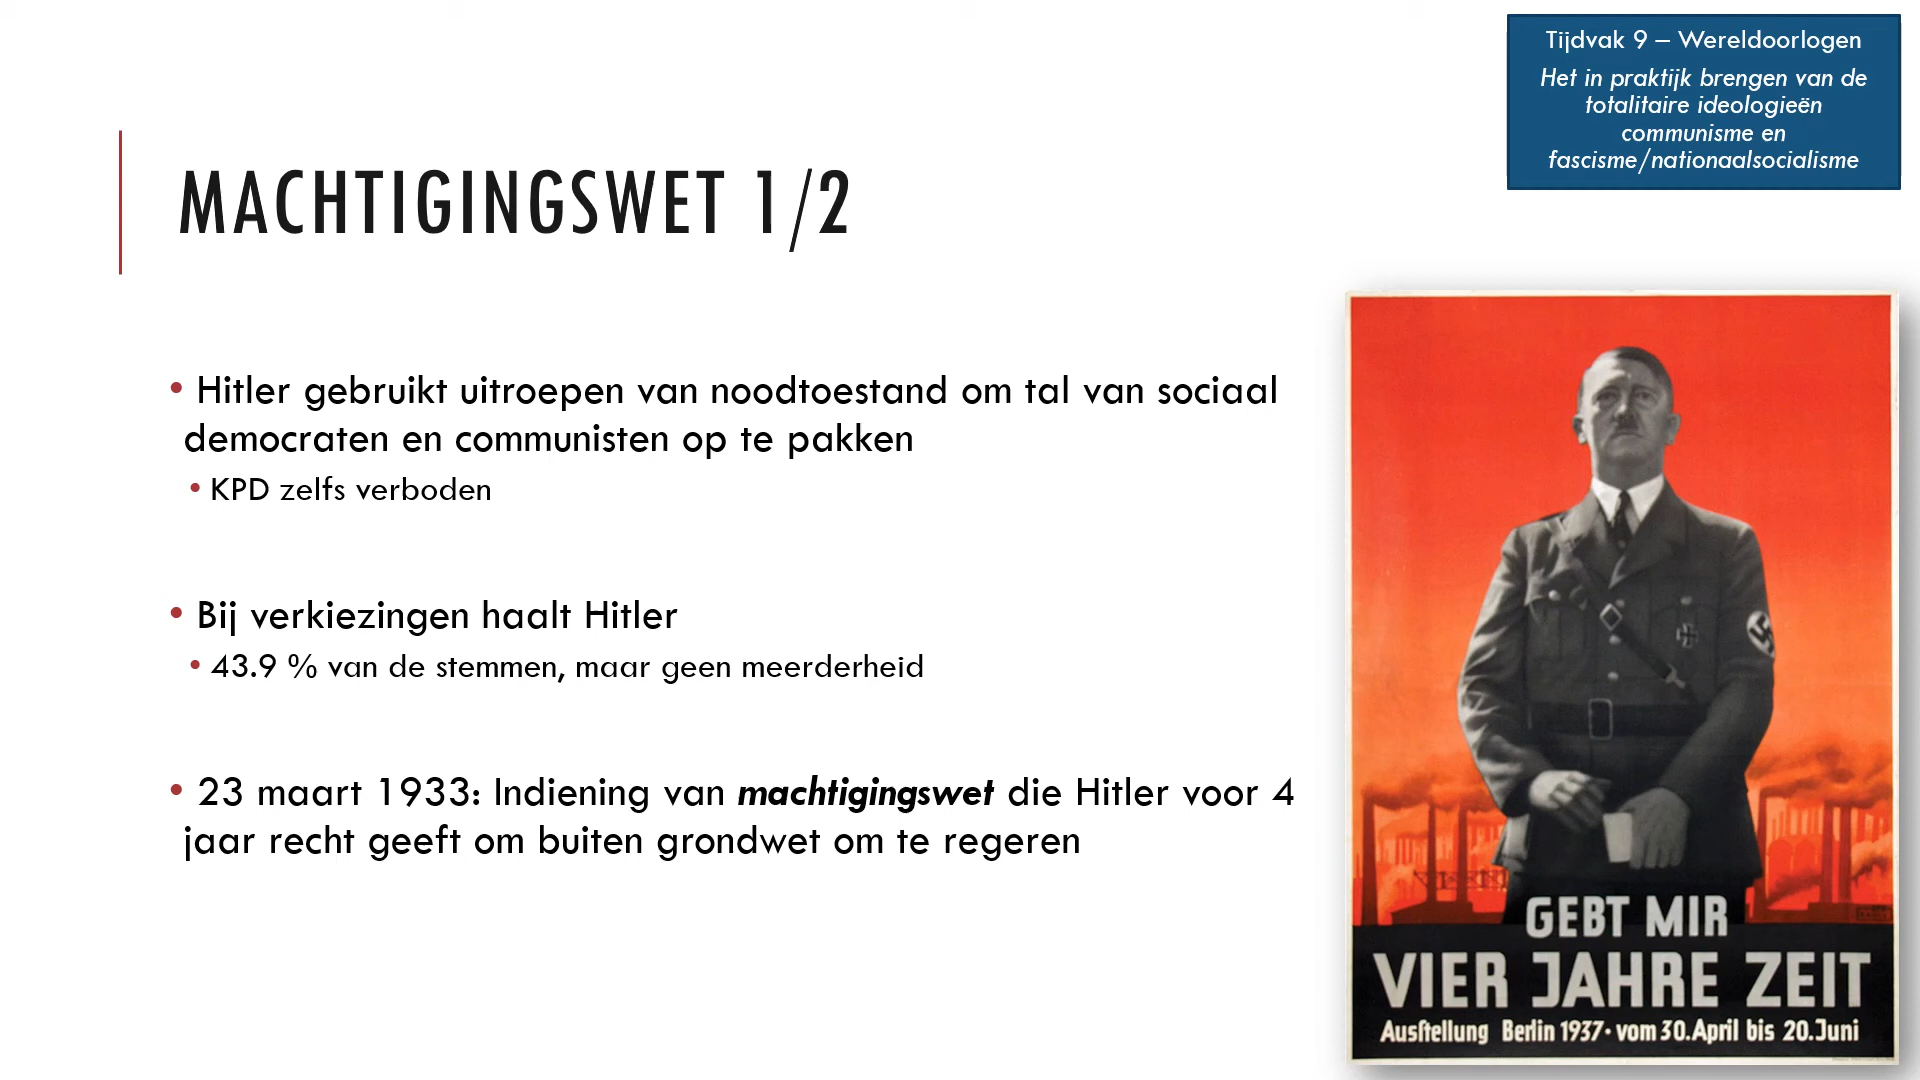 Tijdvak 9 – Wereldoorlogen
Het in praktijk brengen van de
totalitaire ideologieën
communisme en
fascisme/nationaalsocialisme
MACHTIGINGSWET 1/2
• Hitler gebruikt uitroepen van noodtoestand om tal van sociaal
democraten en communisten op te pakken
• KPD zelfs verboden
• Bij verkiezingen haalt Hitler
• 43.9 % van de stemmen, maar geen meerderheid
• 23 maart 1933: Indiening van machtigingswet die Hitler voor 4
jaar recht geeft om buiten grondwet om te regeren
GEBT MIR
VIER JAHRE ZEIT
Ausſtellung Berlin 1937 · vom 30. April bis 20. Juni